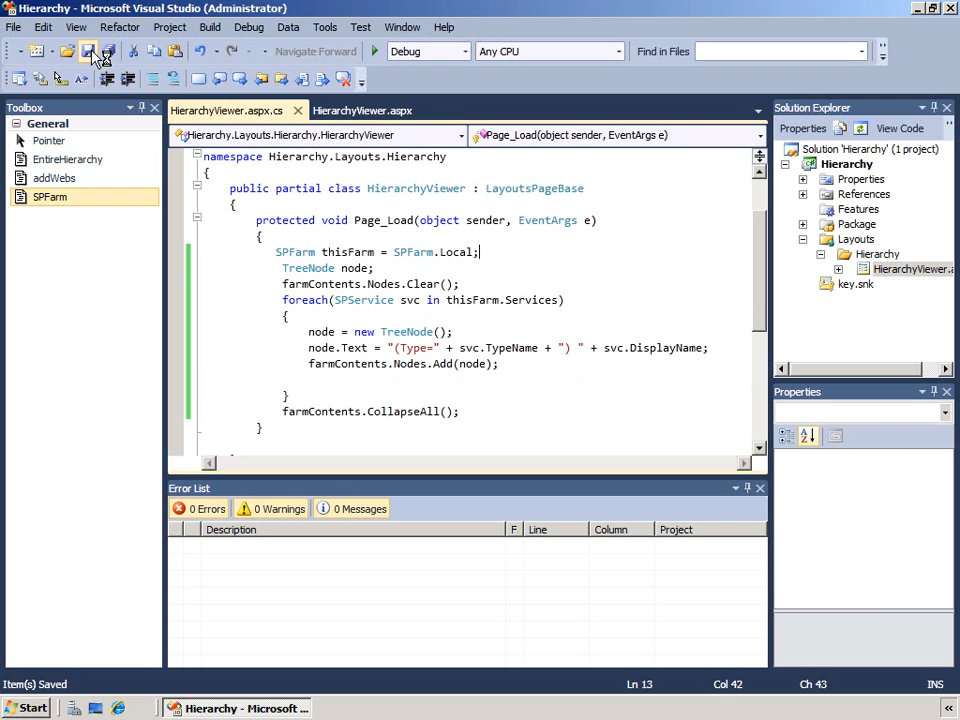 Hierarchy - Microsoft Visual Studio (Administrator)
File Edit View Refactor Project Build Debug Data Tools Test Window Help
Navigate Forward Debug Any CPU Find in Files
Toolbox
General
Pointer
EntireHierarchy
addWebs
SPFarm
HierarchyViewer.aspx.cs HierarchyViewer.aspx
Hierarchy.Layouts.Hierarchy.HierarchyViewer Page_Load(object sender, EventArgs e)
namespace Hierarchy.Layouts.Hierarchy
{
public partial class HierarchyViewer : LayoutsPageBase
{
protected void Page_Load(object sender, EventArgs e)
{
SPFarm thisFarm = SPFarm.Local;
TreeNode node;
farmContents.Nodes.Clear();
foreach(SPService svc in thisFarm.Services)
{
node = new TreeNode();
node.Text = "(Type=" + svc.TypeName + ") " + svc.DisplayName;
farmContents.Nodes.Add(node);
}
farmContents.CollapseAll();
}
Error List
0 Errors 0 Warnings 0 Messages
Description F Line Column Project
Solution Explorer
Properties View Code
Solution 'Hierarchy' (1 project)
Hierarchy
Properties
References
Features
Package
Layouts
Hierarchy
HierarchyViewer.a
key.snk
Properties
Item(s) Saved Ln 13 Col 42 Ch 43 INS
Start Hierarchy - Microsoft ...